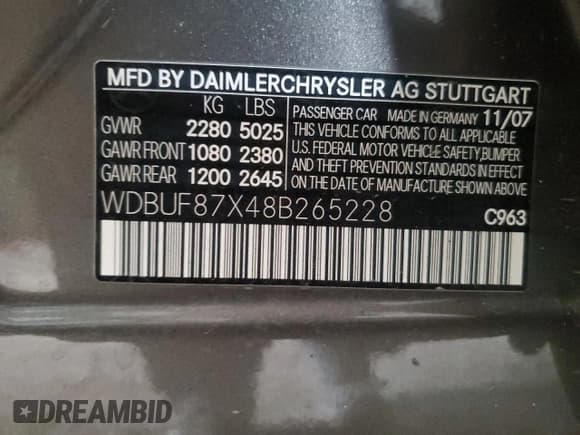 MFD BY DAIMLERCHRYSLER AG STUTTGART
KG LBS
GVWR 2280 5025
GAWR FRONT 1080 2380
GAWR REAR 1200 2645
PASSENGER CAR MADE IN GERMANY 11/07
THIS VEHICLE CONFORMS TO ALL APPLICABLE
U.S. FEDERAL MOTOR VEHICLE SAFETY, BUMPER
AND THEFT PREVENTION STANDARDS IN EFFECT
ON THE DATE OF MANUFACTURE SHOWN ABOVE.
WDBUF87X48B265228 C963
DREAMBID